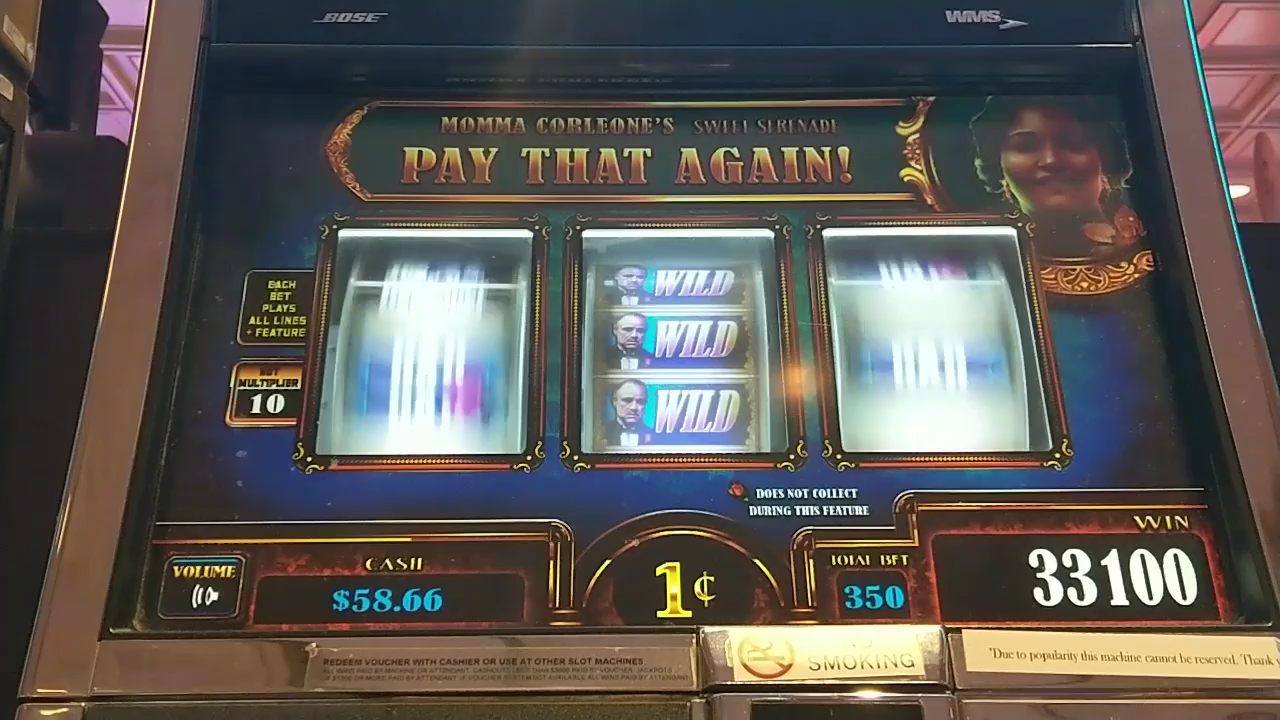 BOSE
WMS
MOMMA CORLEONE'S SWEET SERENADE
PAY THAT AGAIN!
EACH
BET
PLAYS
ALL LINES
+ FEATURE
BET
MULTIPLIER
10
WILD
WILD
WILD
DOES NOT COLLECT
DURING THIS FEATURE
VOLUME
CASH
$58.66
1¢
TOTAL BET
350
WIN
33100
REDEEM VOUCHER WITH CASHIER OR USE AT OTHER SLOT MACHINES
SMOKING
"Due to popularity this machine cannot be reserved. Thank